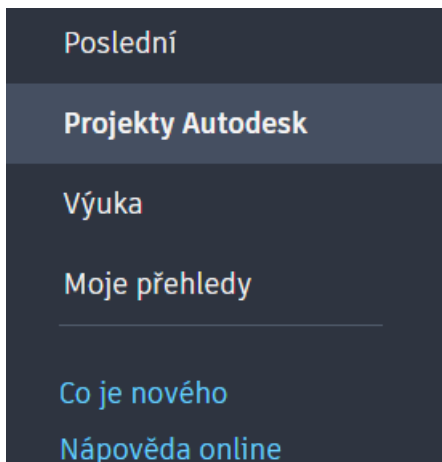 Poslední
Projekty Autodesk
Výuka
Moje přehledy
Co je nového
Nápověda online